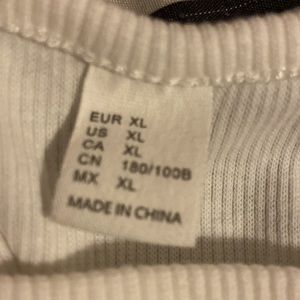 EUR XL
US XL
CA XL
CN 180/100B
MX XL
MADE IN CHINA